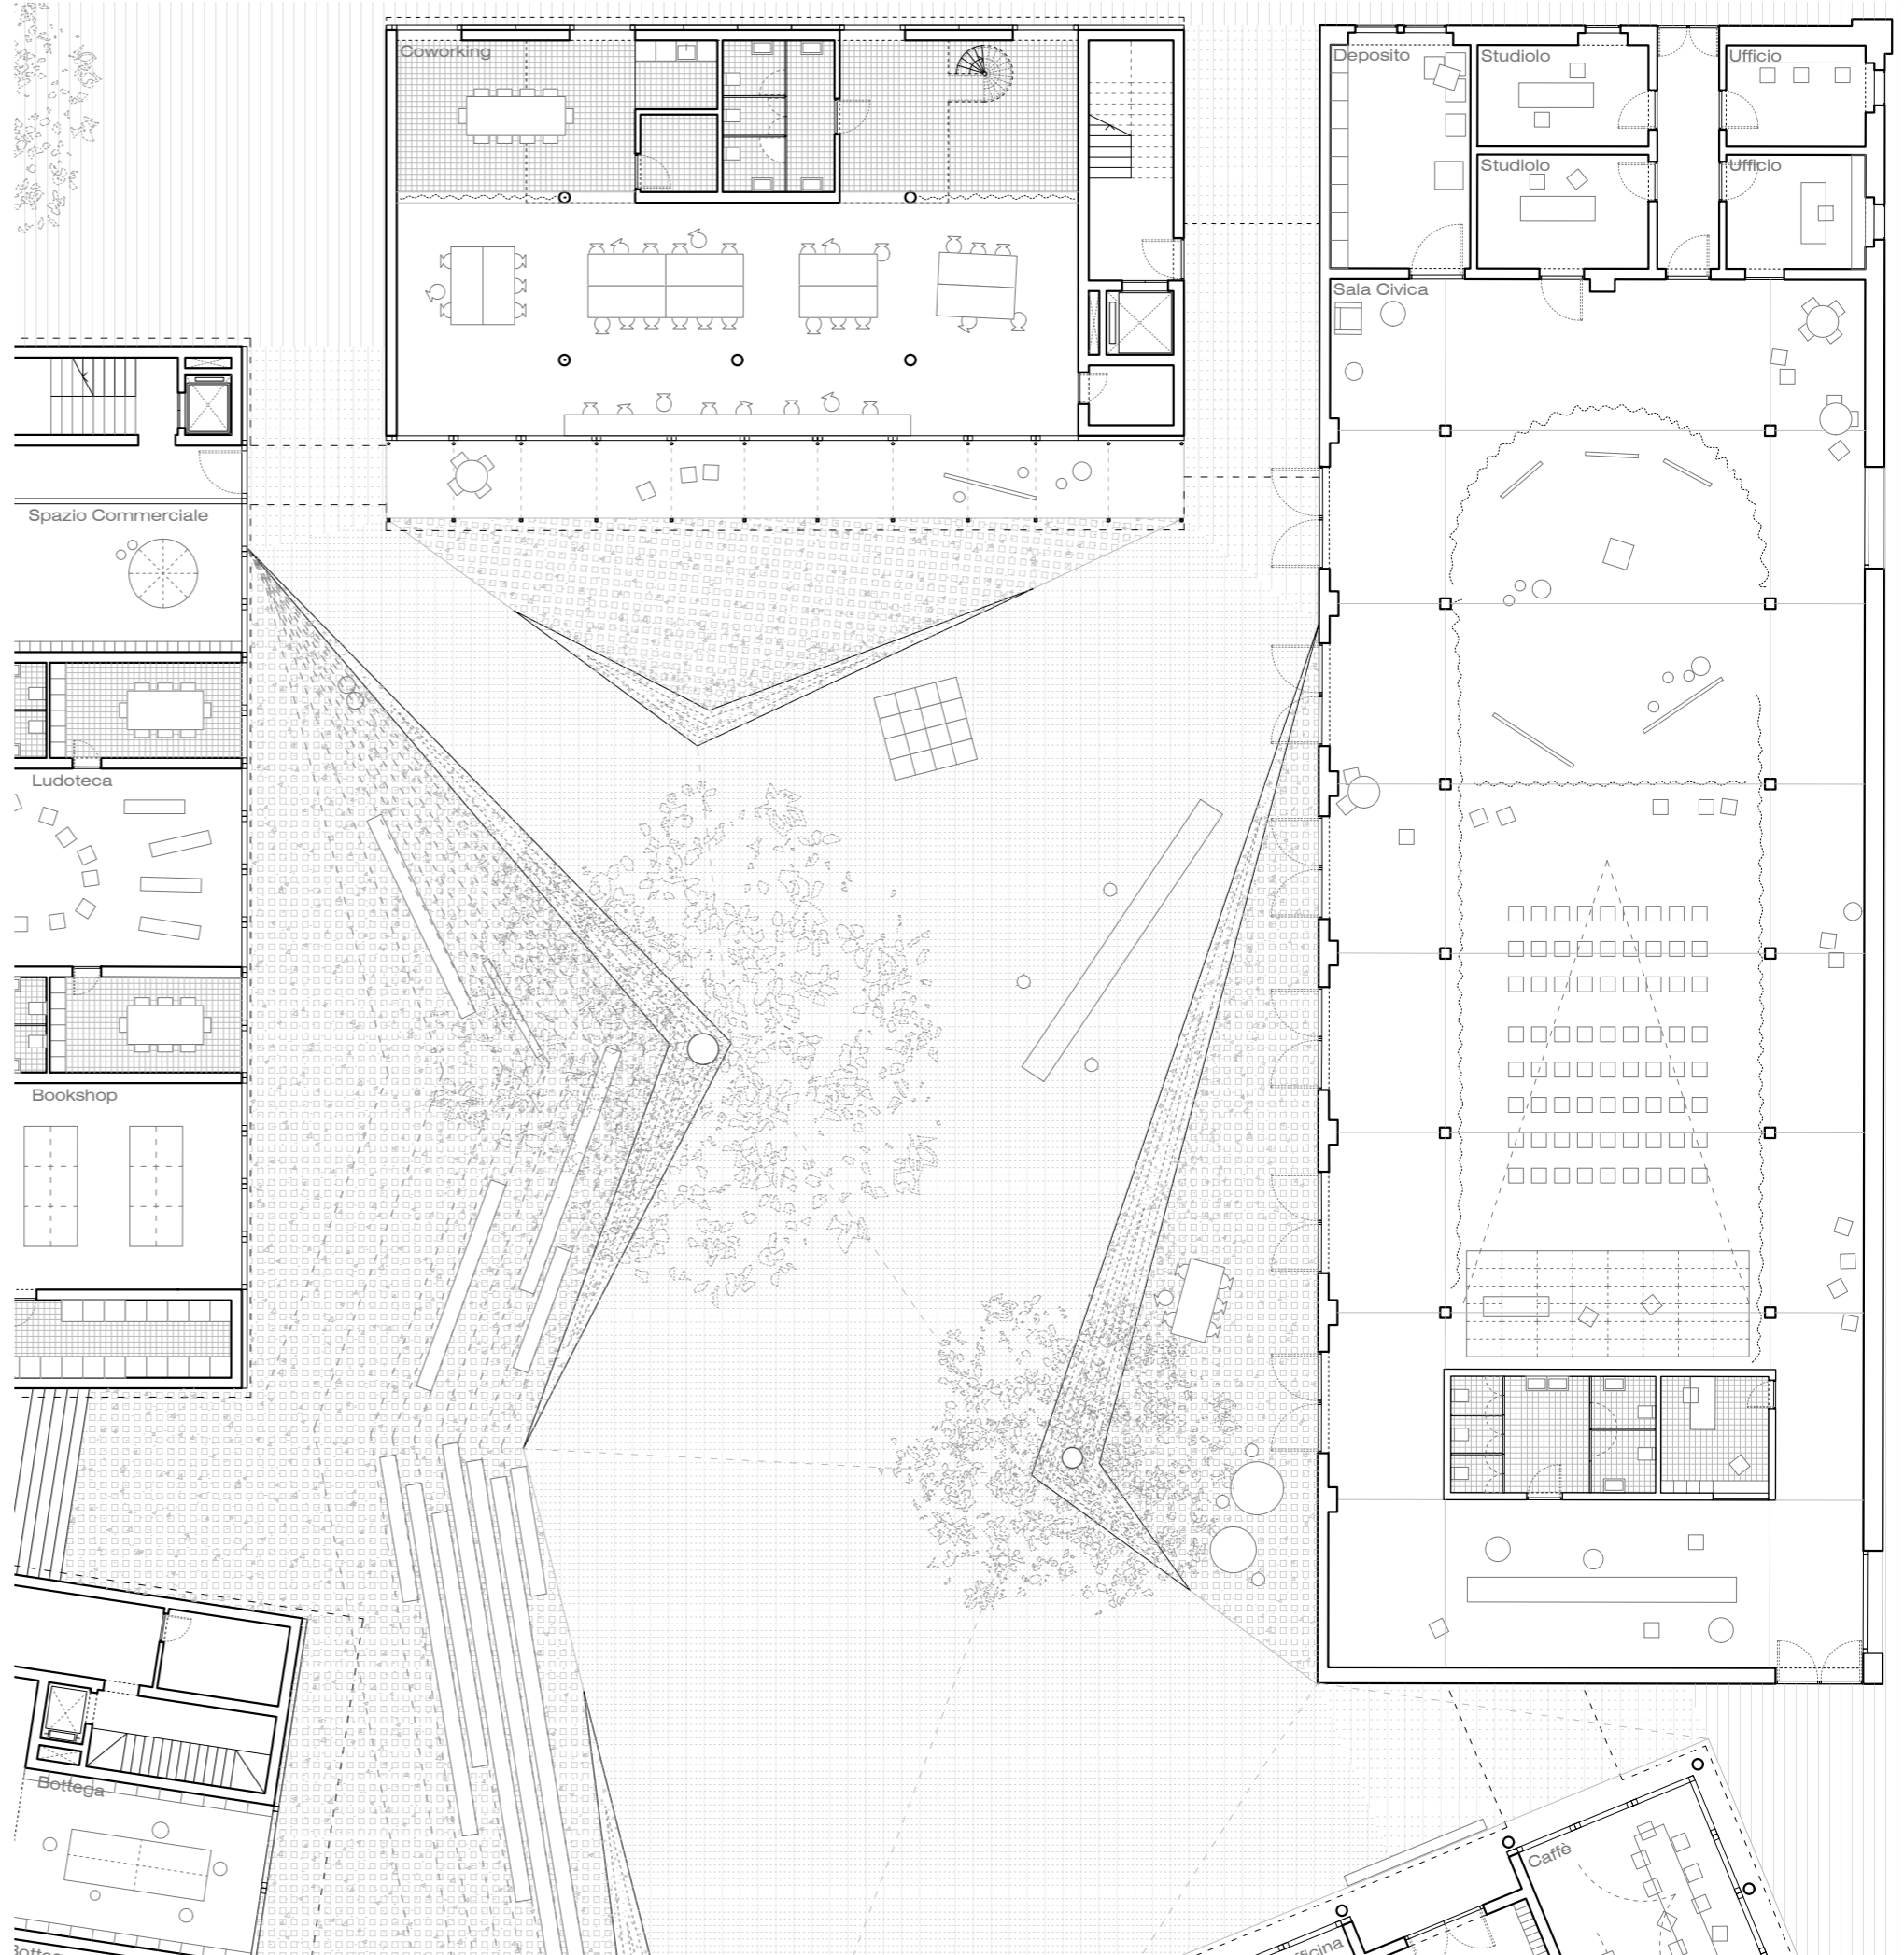 Coworking
Deposito
Studiolo
Ufficio
Studiolo
Ufficio
Sala Civica
Spazio Commerciale
Ludoteca
Bookshop
Bottega
Caffè